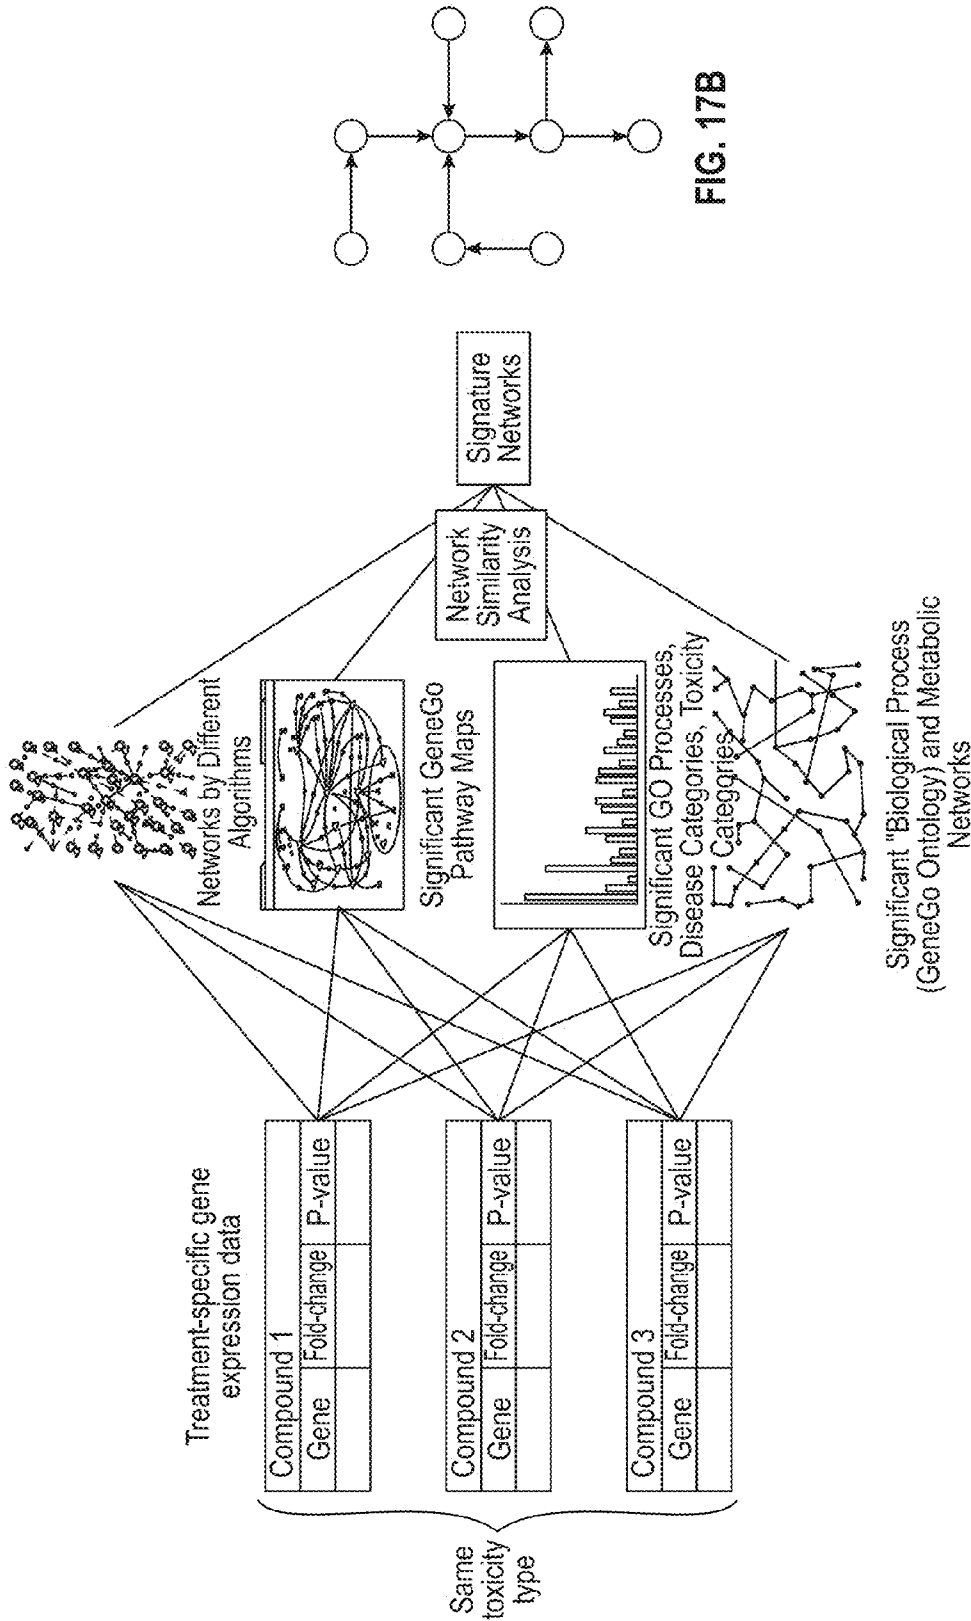 Same
toxicity
type
Treatment-specific gene
expression data
Compound 1
Gene Fold-change P-value
Compound 2
Gene Fold-change P-value
Compound 3
Gene Fold-change P-value
Networks by Different
Algorithms
Significant GeneGo
Pathway Maps
Significant GO Processes,
Disease Categories, Toxicity
Categories
Significant "Biological Process
(GeneGo Ontology) and Metabolic
Networks
Network
Similarity
Analysis
Signature
Networks
FIG. 17B